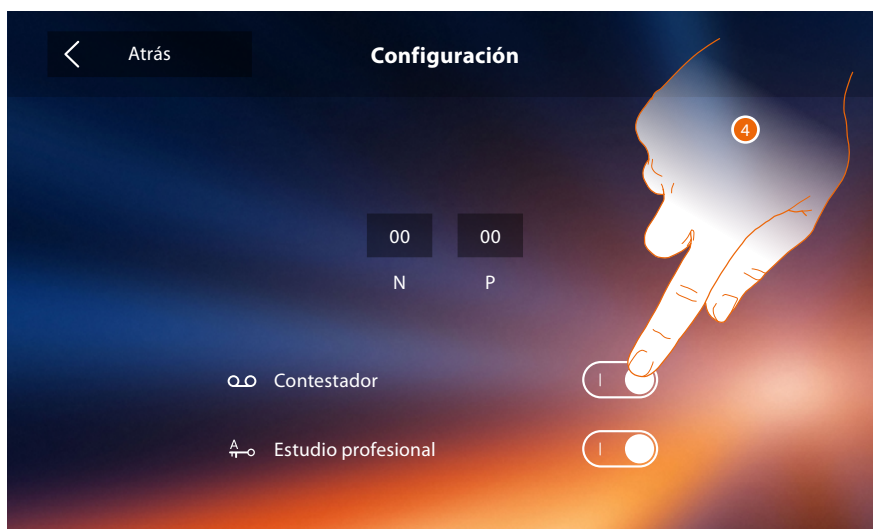 Atrás
Configuración
4
00 00
N P
Contestador
A
Estudio profesional